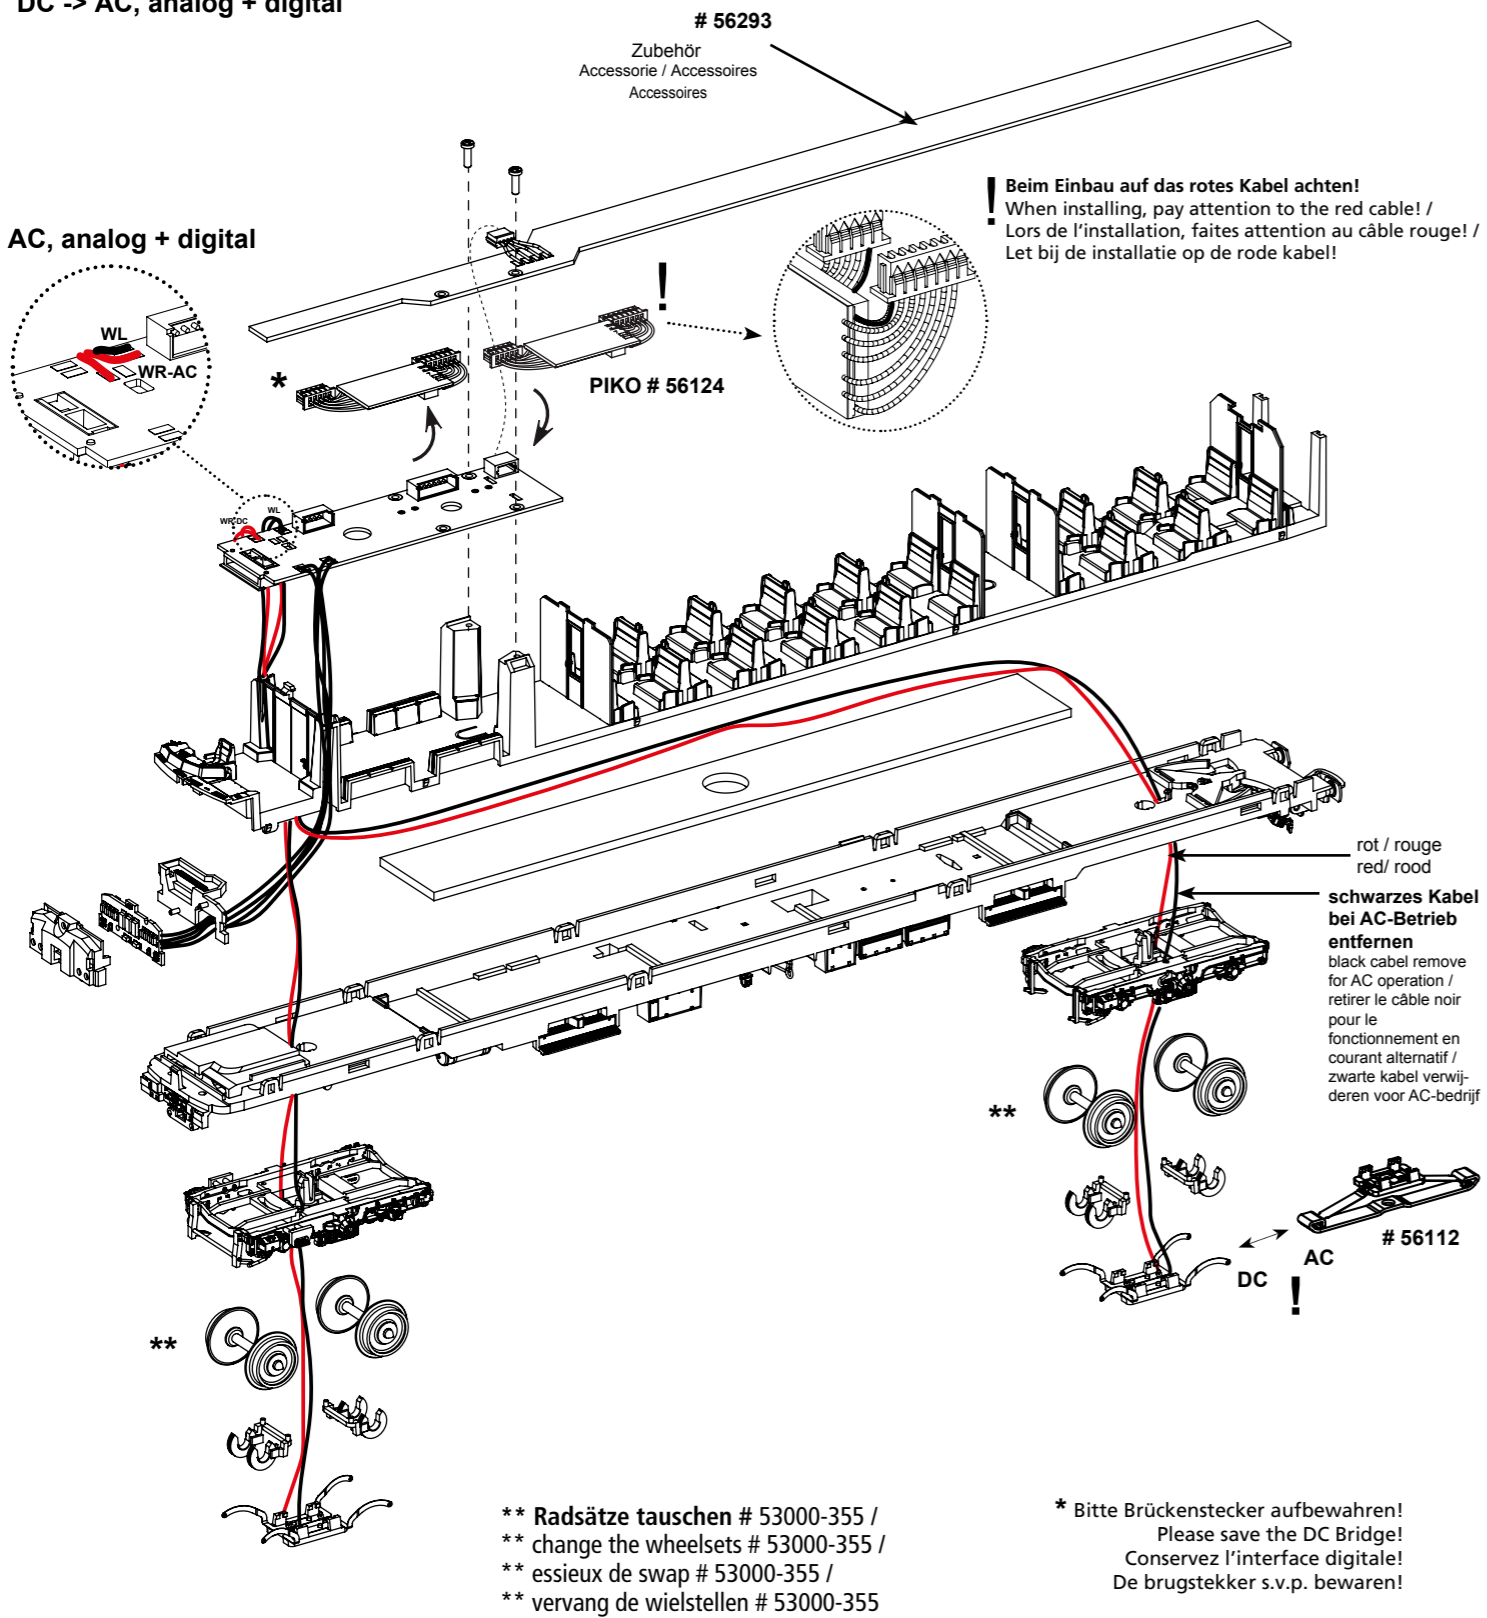 DC -> AC, analog + digital
# 56293
Zubehör
Accessorie / Accessoires
Accessoires
! Beim Einbau auf das rotes Kabel achten!
When installing, pay attention to the red cable! /
Lors de l'installation, faites attention au câble rouge! /
Let bij de installatie op de rode kabel!
AC, analog + digital
WL
WR-AC
!
*
PIKO # 56124
WR-DC
WL
rot / rouge
red/ rood
schwarzes Kabel
bei AC-Betrieb
entfernen
black cabel remove
for AC operation /
retirer le câble noir
pour le
fonctionnement en
courant alternatif /
zwarte kabel verwij-
deren voor AC-bedrijf
**
# 56112
AC
DC
!
**
** Radsätze tauschen # 53000-355 /
** change the wheelsets # 53000-355 /
** essieux de swap # 53000-355 /
** vervang de wielstellen # 53000-355
* Bitte Brückenstecker aufbewahren!
Please save the DC Bridge!
Conservez l'interface digitale!
De brugstekker s.v.p. bewaren!